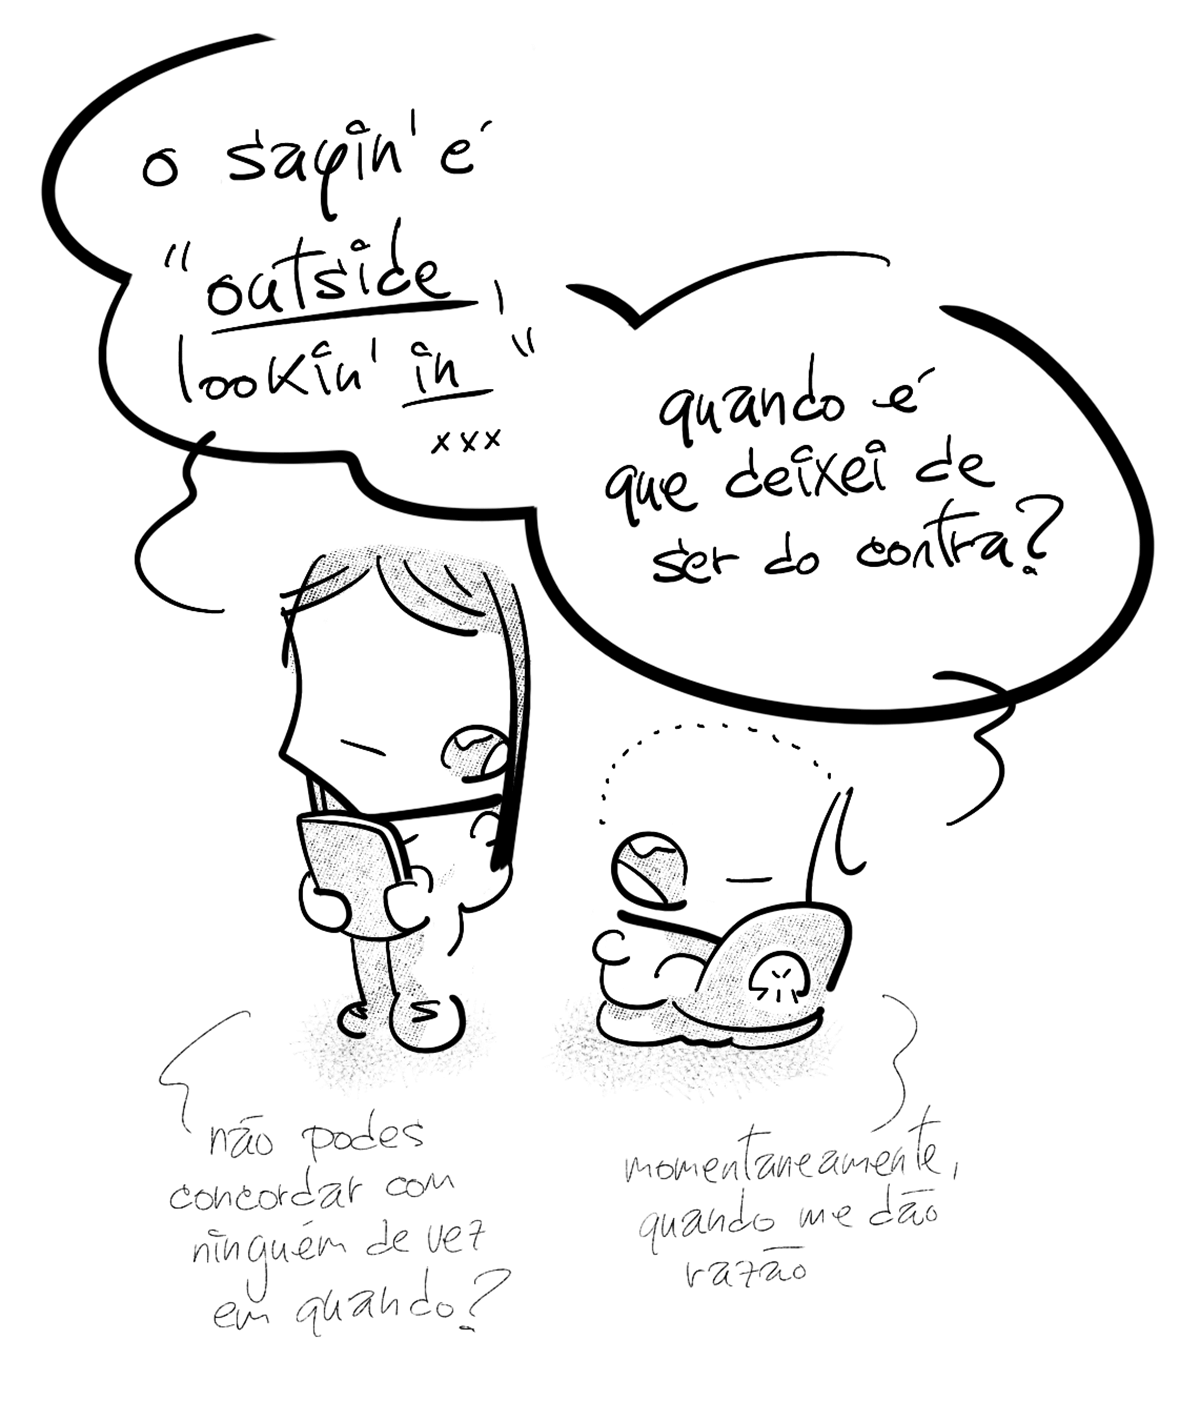 o sayin' é
"outside,
lookin' in"
xxx
quando é
que deixei de
ser do contra?
não podes
concordar com
ninguém de vez
em quando?
momentaneamente,
quando me dão
razão